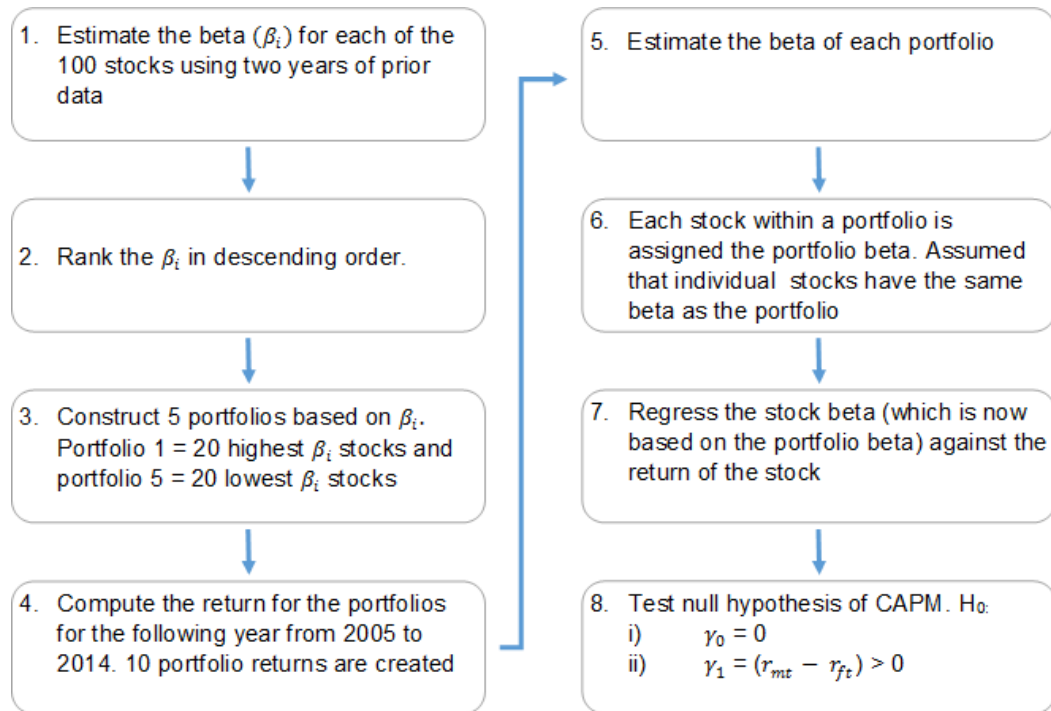 1. Estimate the beta (βᵢ) for each of the
100 stocks using two years of prior
data
2. Rank the βᵢ in descending order.
3. Construct 5 portfolios based on βᵢ.
Portfolio 1 = 20 highest βᵢ stocks and
portfolio 5 = 20 lowest βᵢ stocks
4. Compute the return for the portfolios
for the following year from 2005 to
2014. 10 portfolio returns are created
5. Estimate the beta of each portfolio
6. Each stock within a portfolio is
assigned the portfolio beta. Assumed
that individual stocks have the same
beta as the portfolio
7. Regress the stock beta (which is now
based on the portfolio beta) against the
return of the stock
8. Test null hypothesis of CAPM. H₀:
i) γ₀ = 0
ii) γ₁ = (r_mt − r_ft) > 0